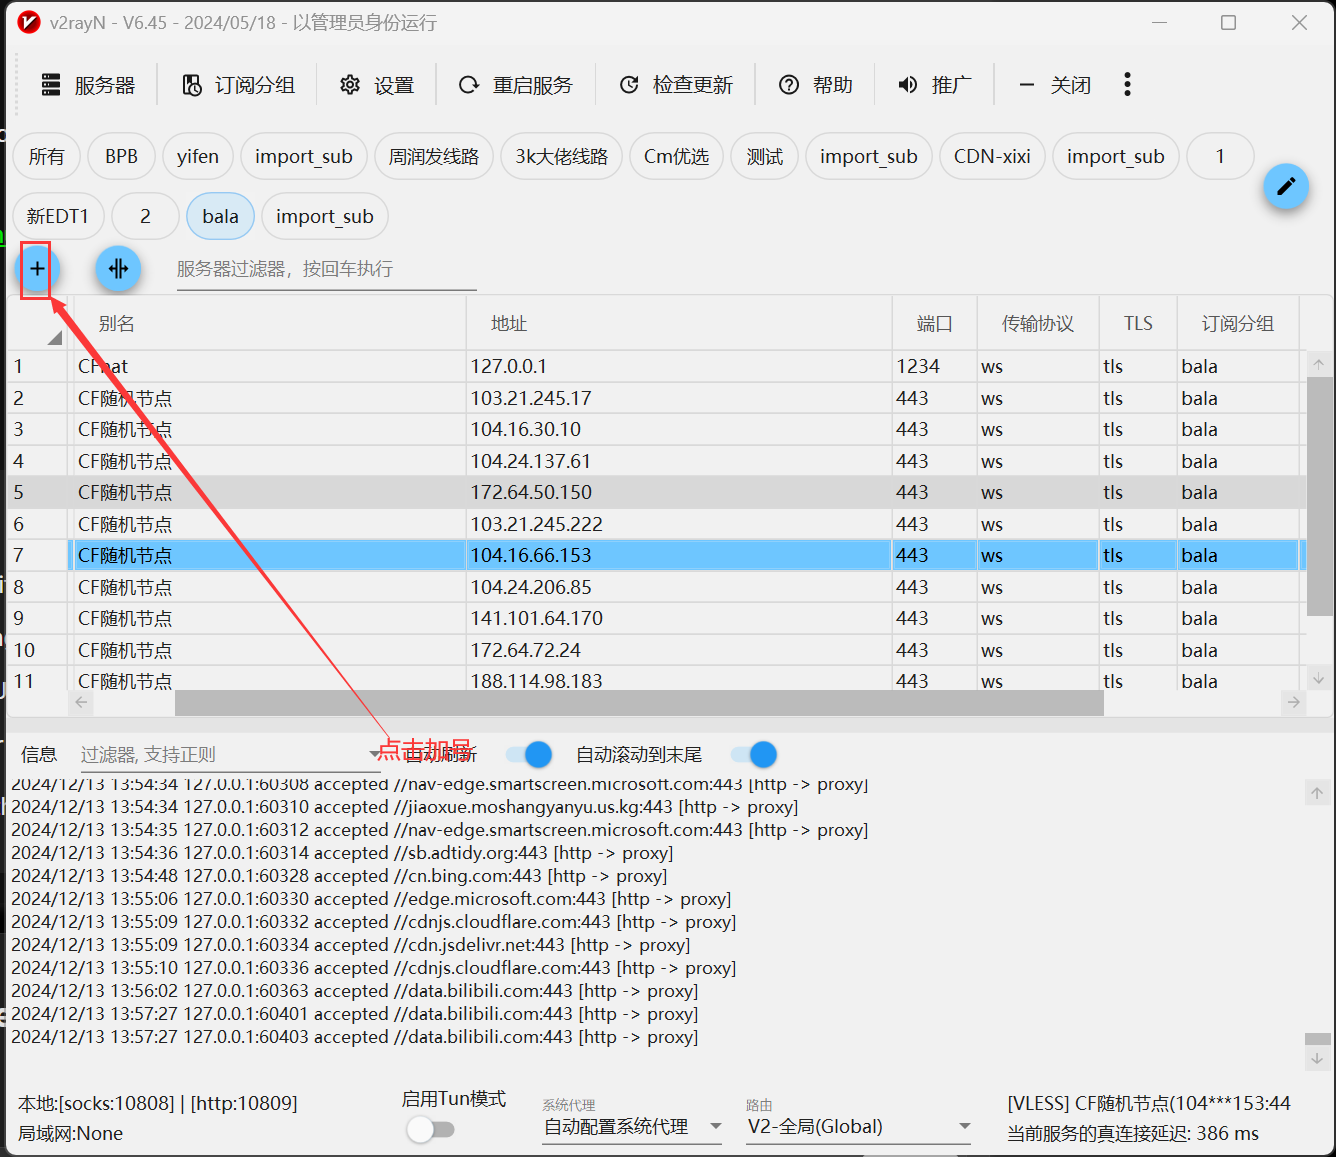 v2rayN - V6.45 - 2024/05/18 - 以管理员身份运行
服务器 订阅分组 设置 重启服务 检查更新 帮助 推广 关闭
所有 BPB yifen import_sub 周润发线路 3k大佬线路 Cm优选 测试 import_sub CDN-xixi import_sub 1
新EDT1 2 bala import_sub
服务器过滤器，按回车执行
别名 地址 端口 传输协议 TLS 订阅分组
1 CFnat 127.0.0.1 1234 ws tls bala
2 CF随机节点 103.21.245.17 443 ws tls bala
3 CF随机节点 104.16.30.10 443 ws tls bala
4 CF随机节点 104.24.137.61 443 ws tls bala
5 CF随机节点 172.64.50.150 443 ws tls bala
6 CF随机节点 103.21.245.222 443 ws tls bala
7 CF随机节点 104.16.66.153 443 ws tls bala
8 CF随机节点 104.24.206.85 443 ws tls bala
9 CF随机节点 141.101.64.170 443 ws tls bala
10 CF随机节点 172.64.72.24 443 ws tls bala
11 CF随机节点 188.114.98.183 443 ws tls bala
点击加号
信息 过滤器, 支持正则 自动刷新 自动滚动到末尾
2024/12/13 13:54:34 127.0.0.1:60308 accepted //nav-edge.smartscreen.microsoft.com:443 [http -> proxy]
2024/12/13 13:54:34 127.0.0.1:60310 accepted //jiaoxue.moshangyanyu.us.kg:443 [http -> proxy]
2024/12/13 13:54:35 127.0.0.1:60312 accepted //nav-edge.smartscreen.microsoft.com:443 [http -> proxy]
2024/12/13 13:54:36 127.0.0.1:60314 accepted //sb.adtidy.org:443 [http -> proxy]
2024/12/13 13:54:48 127.0.0.1:60328 accepted //cn.bing.com:443 [http -> proxy]
2024/12/13 13:55:06 127.0.0.1:60330 accepted //edge.microsoft.com:443 [http -> proxy]
2024/12/13 13:55:09 127.0.0.1:60332 accepted //cdnjs.cloudflare.com:443 [http -> proxy]
2024/12/13 13:55:09 127.0.0.1:60334 accepted //cdn.jsdelivr.net:443 [http -> proxy]
2024/12/13 13:55:10 127.0.0.1:60336 accepted //cdnjs.cloudflare.com:443 [http -> proxy]
2024/12/13 13:56:02 127.0.0.1:60363 accepted //data.bilibili.com:443 [http -> proxy]
2024/12/13 13:57:27 127.0.0.1:60401 accepted //data.bilibili.com:443 [http -> proxy]
2024/12/13 13:57:27 127.0.0.1:60403 accepted //data.bilibili.com:443 [http -> proxy]
本地:[socks:10808] | [http:10809]
局域网:None
启用Tun模式
系统代理
自动配置系统代理
路由
V2-全局(Global)
[VLESS] CF随机节点(104***153:44
当前服务的真连接延迟: 386 ms